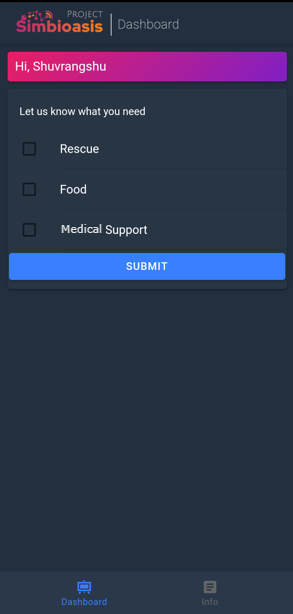 PROJECT
Simbioasis
Dashboard
Hi, Shuvrangshu
Let us know what you need
Rescue
Food
Medical Support
SUBMIT
Dashboard
Info